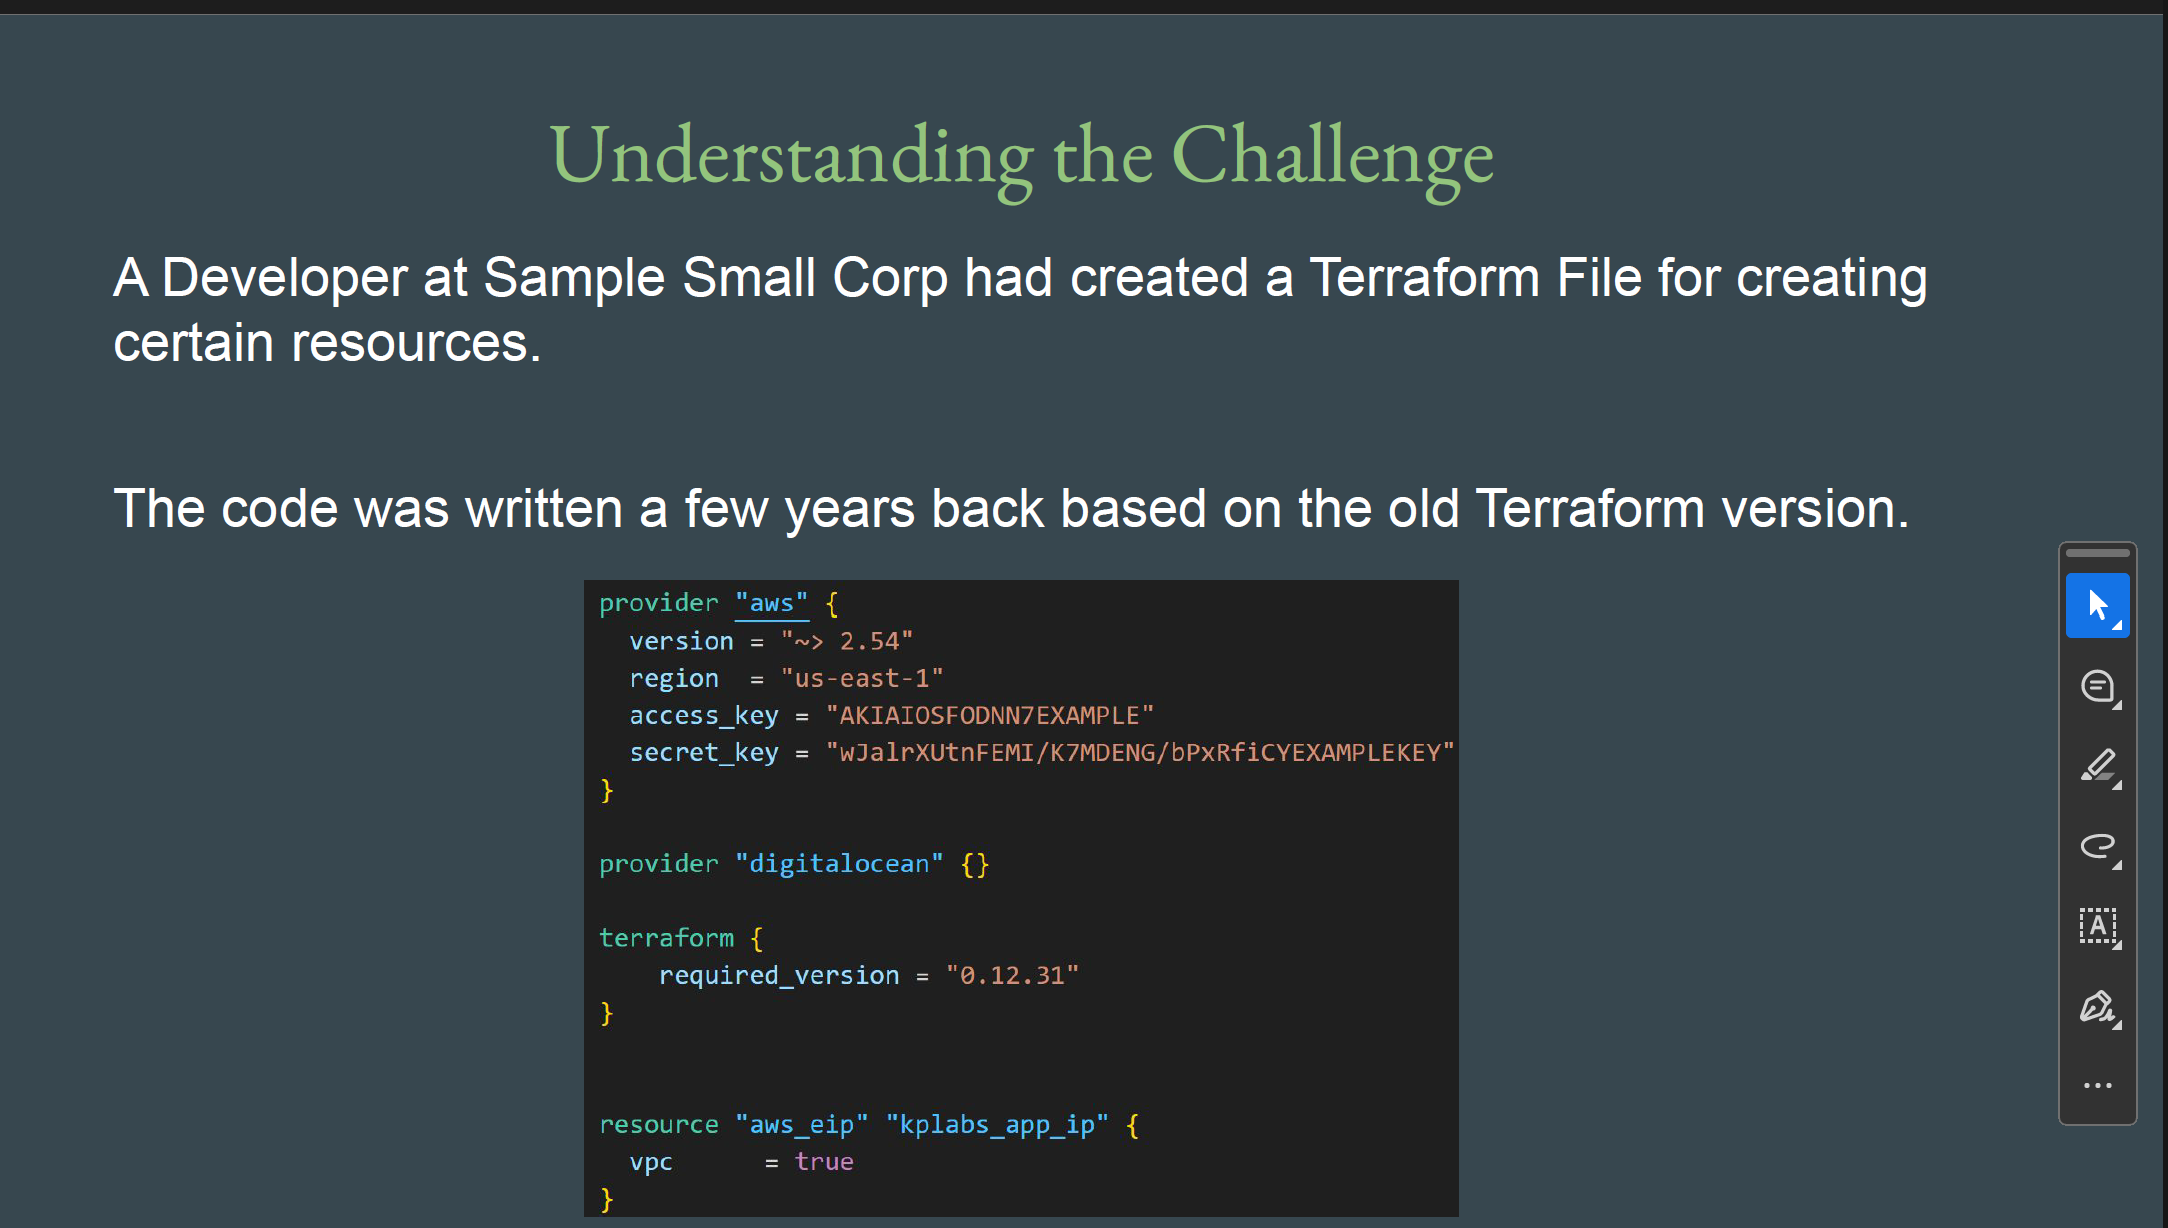 Understanding the Challenge
A Developer at Sample Small Corp had created a Terraform File for creating
certain resources.
The code was written a few years back based on the old Terraform version.
provider "aws" {
  version = "~> 2.54"
  region  = "us-east-1"
  access_key = "AKIAIOSFODNN7EXAMPLE"
  secret_key = "wJalrXUtnFEMI/K7MDENG/bPxRfiCYEXAMPLEKEY"
}
provider "digitalocean" {}
terraform {
    required_version = "0.12.31"
}
resource "aws_eip" "kplabs_app_ip" {
  vpc      = true
}
A